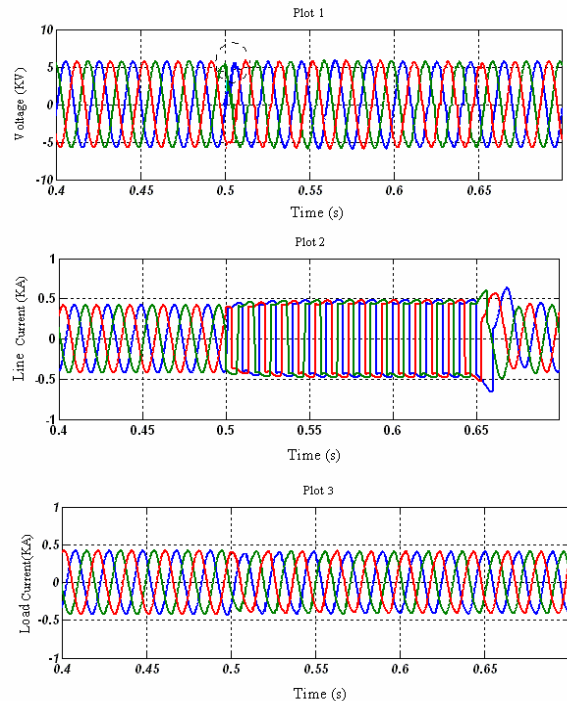 Plot 1
Voltage (KV)
10
5
0
-5
-10
0.4 0.45 0.5 0.55 0.6 0.65
Time (s)
Plot 2
Line Current (KA)
1
0.5
0
-0.5
-1
0.4 0.45 0.5 0.55 0.6 0.65
Time (s)
Plot 3
Load Current(KA)
1
0.5
0
-0.5
-1
0.4 0.45 0.5 0.55 0.6 0.65
Time (s)